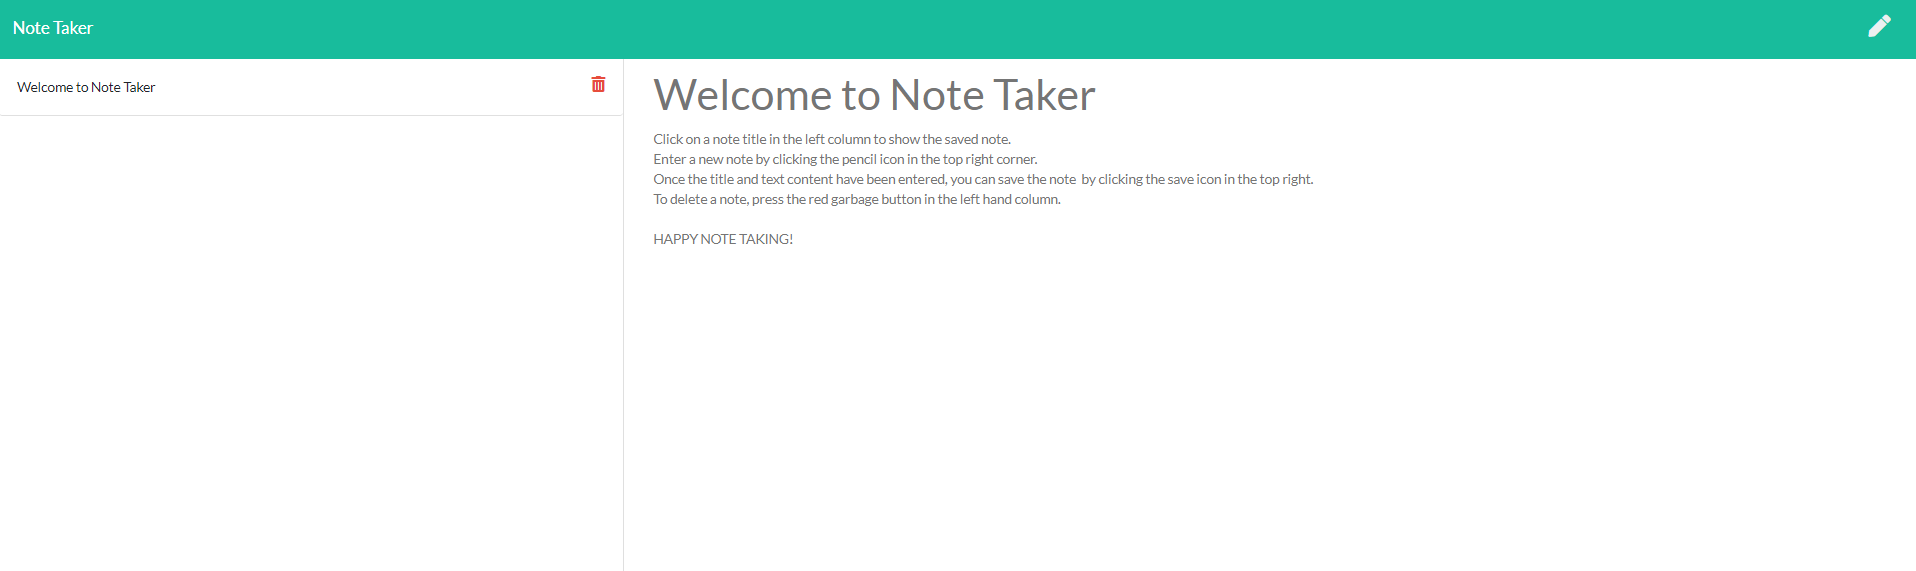 Note Taker
Welcome to Note Taker
Welcome to Note Taker
Click on a note title in the left column to show the saved note.
Enter a new note by clicking the pencil icon in the top right corner.
Once the title and text content have been entered, you can save the note  by clicking the save icon in the top right.
To delete a note, press the red garbage button in the left hand column.
HAPPY NOTE TAKING!